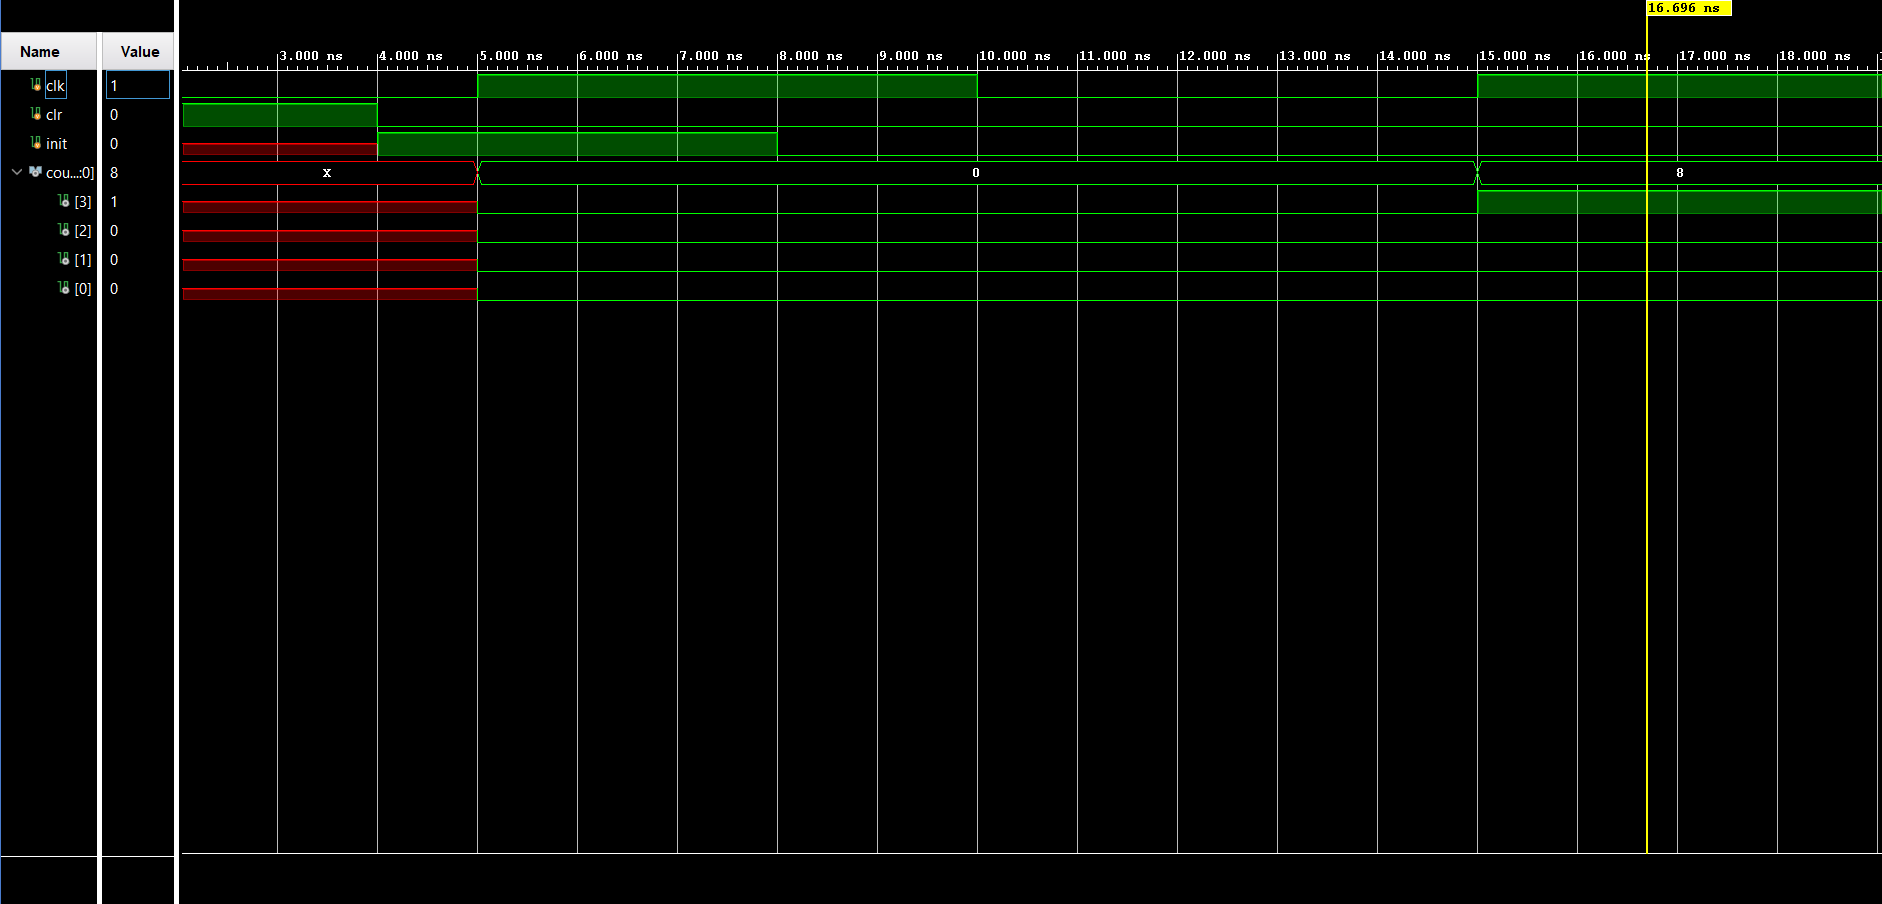 16.696 ns
Name Value
3.000 ns 4.000 ns 5.000 ns 6.000 ns 7.000 ns 8.000 ns 9.000 ns 10.000 ns 11.000 ns 12.000 ns 13.000 ns 14.000 ns 15.000 ns 16.000 ns 17.000 ns 18.000 ns
clk 1
clr 0
init 0
cou...:0] 8 X 0 8
[3] 1
[2] 0
[1] 0
[0] 0